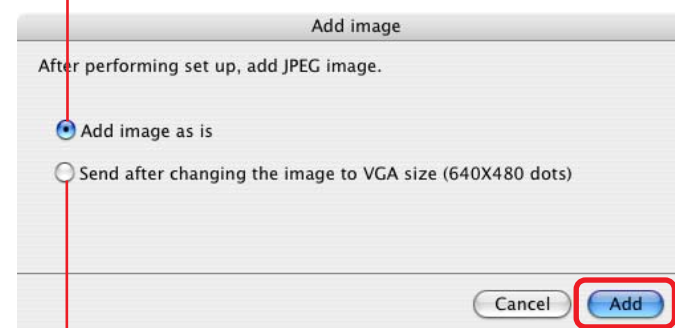 Add image
After performing set up, add JPEG image.
Add image as is
Send after changing the image to VGA size (640X480 dots)
Cancel Add